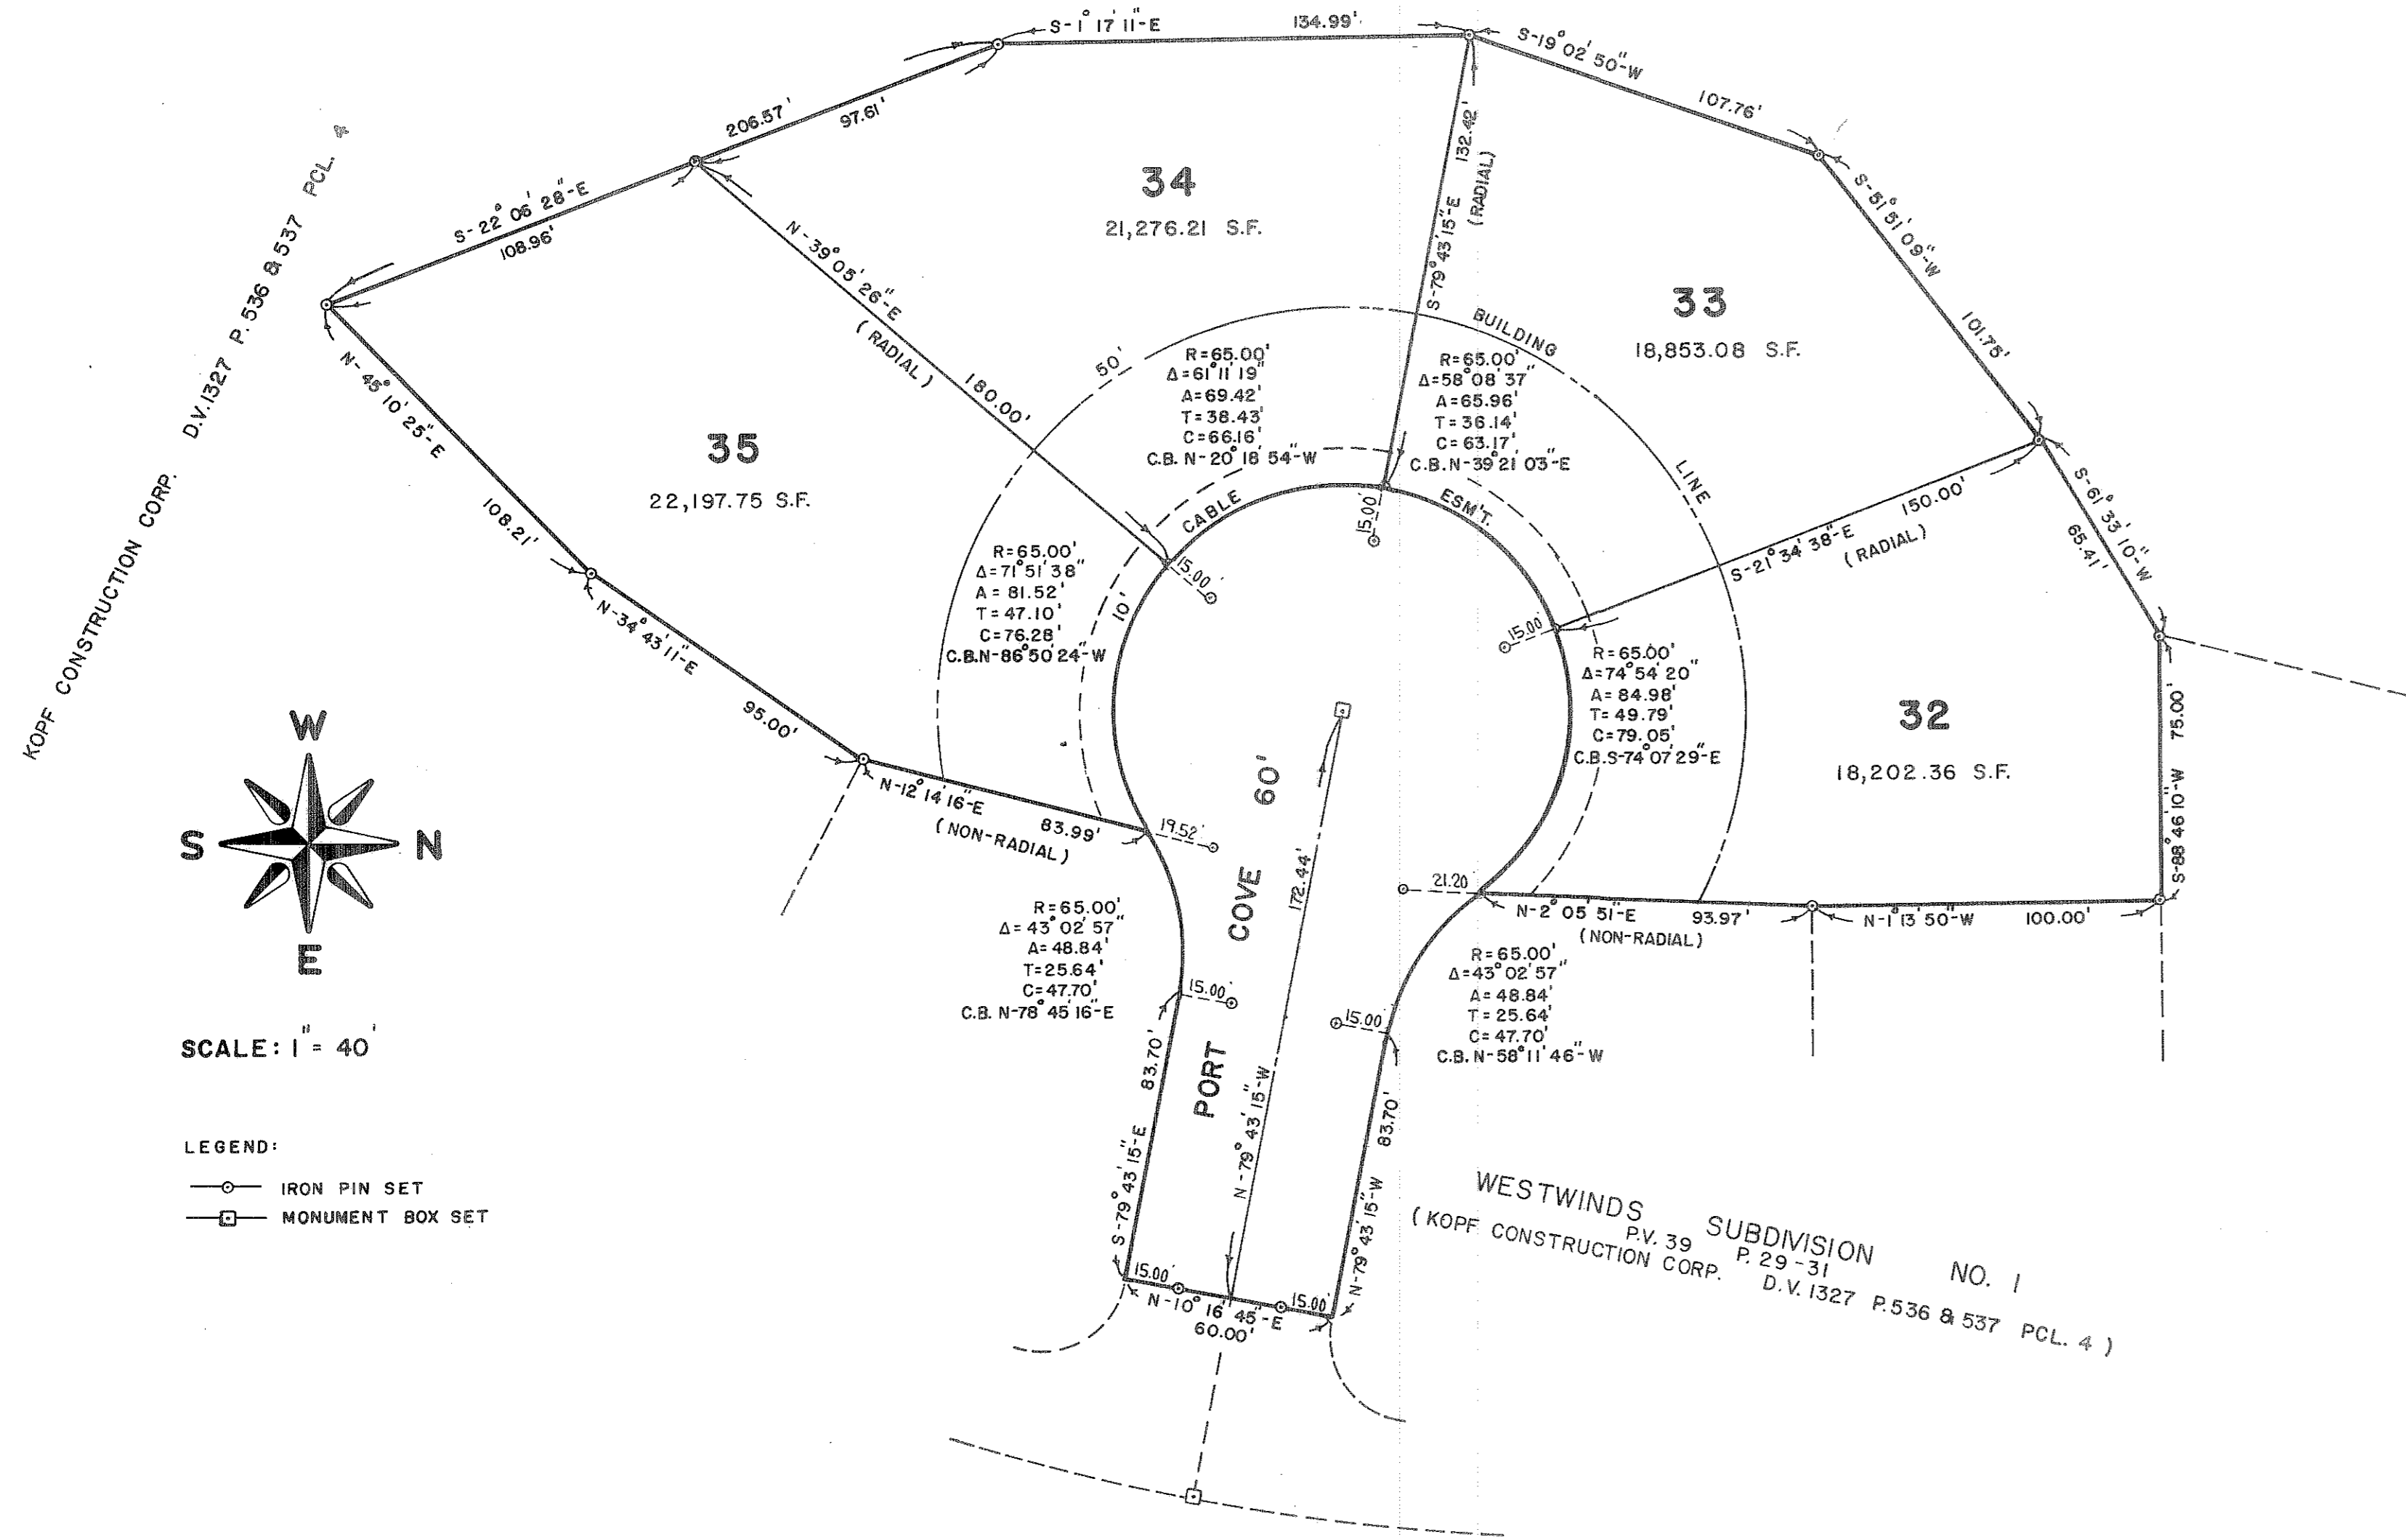 S-1° 17' 11"-E
134.99'
S-19° 02' 50"-W
107.76'
206.57'
97.61'
S-22° 06' 28"-E
108.96'
34
21,276.21 S.F.
132.42'
(RADIAL)
S-79° 43' 15"-E
S-51° 51' 09"-W
101.75'
33
18,853.08 S.F.
KOPF CONSTRUCTION CORP. D.V. 1327 P. 536 & 537 PCL. 4
N-39° 05' 26"-E
(RADIAL)
180.00'
N-45° 10' 25"-E
108.21'
35
22,197.75 S.F.
50'
BUILDING
LINE
R=65.00'
Δ=61° 11' 19"
A=69.42'
T=38.43'
C=66.16'
C.B. N-20° 18' 54"-W
R=65.00'
Δ=58° 08' 37"
A=65.96'
T=36.14'
C=63.17'
C.B. N-39° 21' 03"-E
CABLE
ESM'T.
15.00'
15.00'
15.00'
10'
S-21° 34' 38"-E
150.00'
(RADIAL)
S-61° 33' 10"-W
65.41'
R=65.00'
Δ=71° 51' 38"
A=81.52'
T=47.10'
C=76.28'
C.B. N-86° 50' 24"-W
R=65.00'
Δ=74° 54' 20"
A=84.98'
T=49.79'
C=79.05'
C.B. S-74° 07' 29"-E
32
18,202.36 S.F.
75.00'
S-88° 46' 10"-W
N-34° 43' 11"-E
95.00'
N-12° 14' 16"-E
83.99'
(NON-RADIAL)
19.52'
21.20'
N-2° 05' 51"-E
93.97'
(NON-RADIAL)
N-1° 13' 50"-W
100.00'
W
S
N
E
SCALE: 1" = 40'
R=65.00'
Δ=43° 02' 57"
A=48.84'
T=25.64'
C=47.70'
C.B. N-78° 45' 16"-E
R=65.00'
Δ=43° 02' 57"
A=48.84'
T=25.64'
C=47.70'
C.B. N-58° 11' 46"-W
15.00'
15.00'
PORT COVE 60'
172.44'
N-79° 43' 15"-W
83.70'
S-79° 43' 15"-E
83.70'
N-79° 43' 15"-W
15.00'
15.00'
N-10° 16' 45"-E
60.00'
LEGEND:
IRON PIN SET
MONUMENT BOX SET
WESTWINDS SUBDIVISION NO. 1
P.V. 39 P. 29-31
(KOPF CONSTRUCTION CORP. D.V. 1327 P. 536 & 537 PCL. 4)